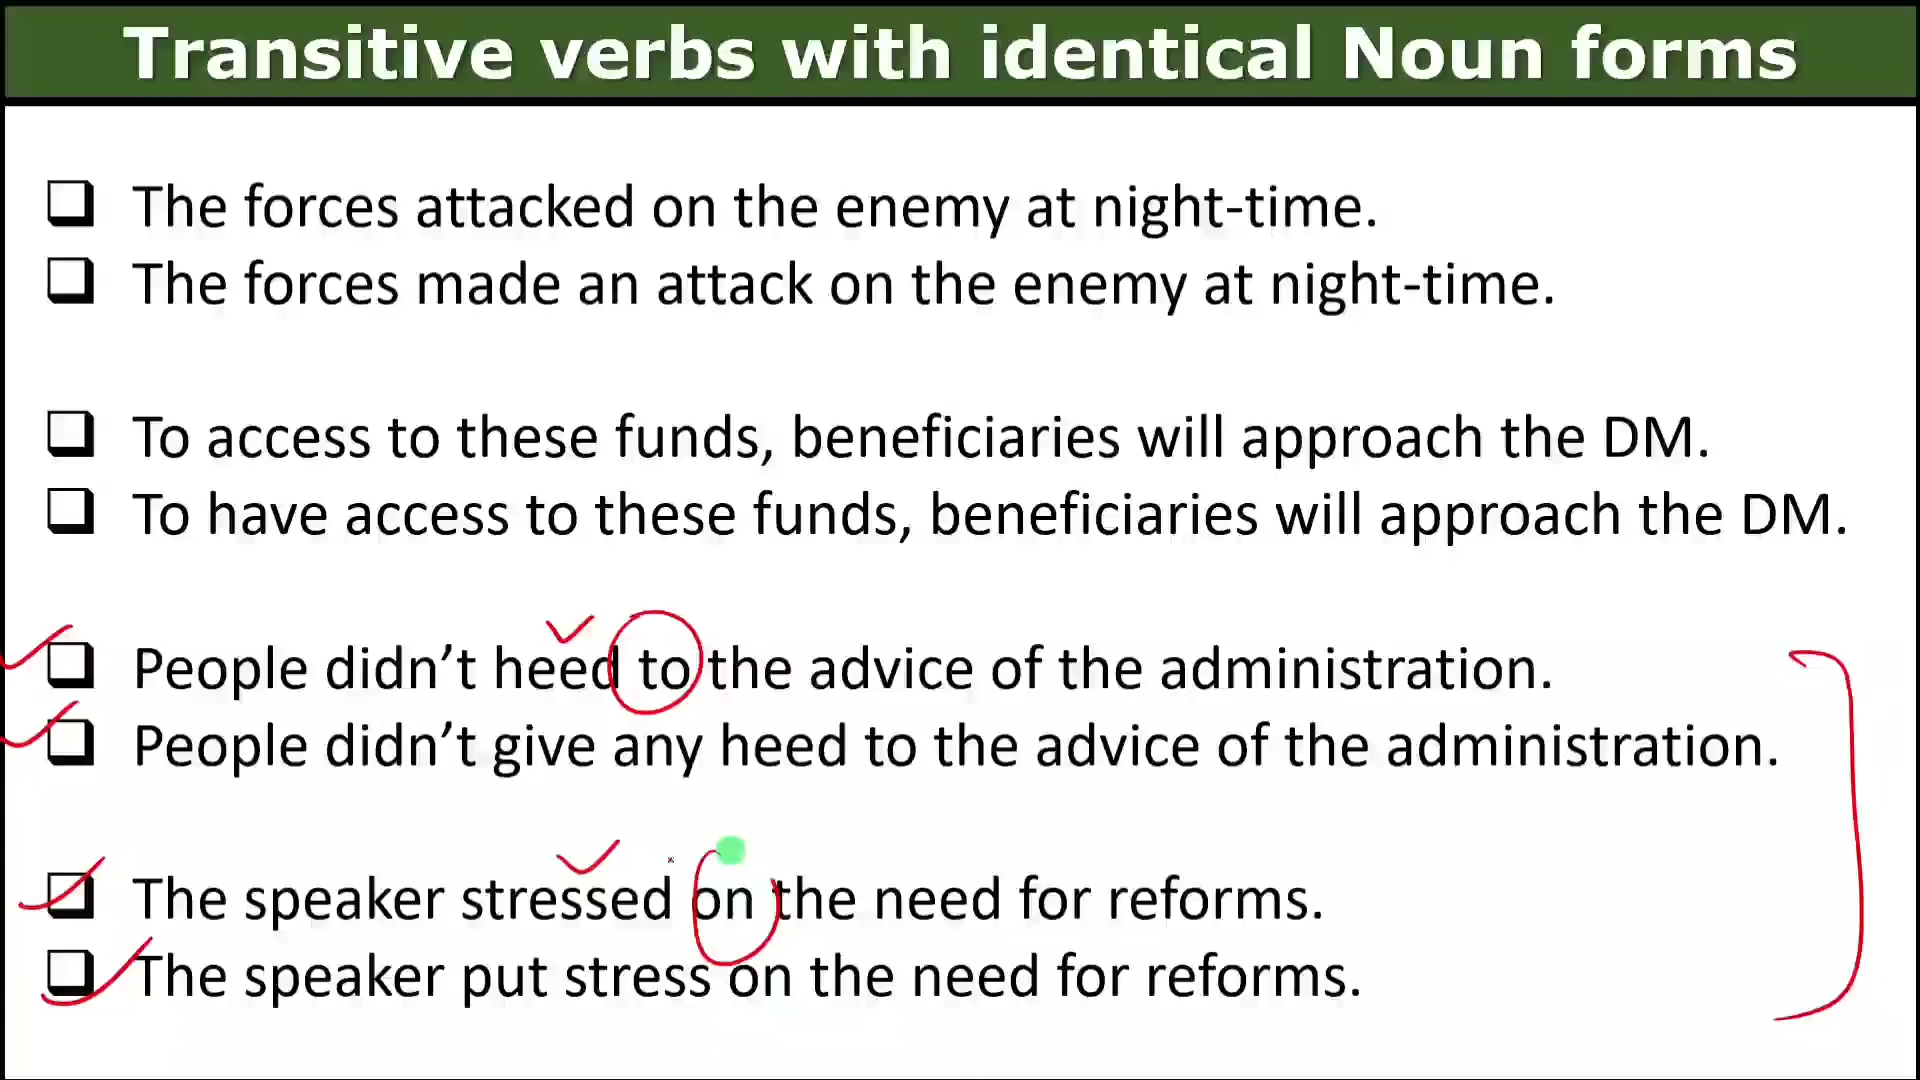 Transitive verbs with identical Noun forms
The forces attacked on the enemy at night-time.
The forces made an attack on the enemy at night-time.
To access to these funds, beneficiaries will approach the DM.
To have access to these funds, beneficiaries will approach the DM.
People didn’t heed to the advice of the administration.
People didn’t give any heed to the advice of the administration.
The speaker stressed on the need for reforms.
The speaker put stress on the need for reforms.